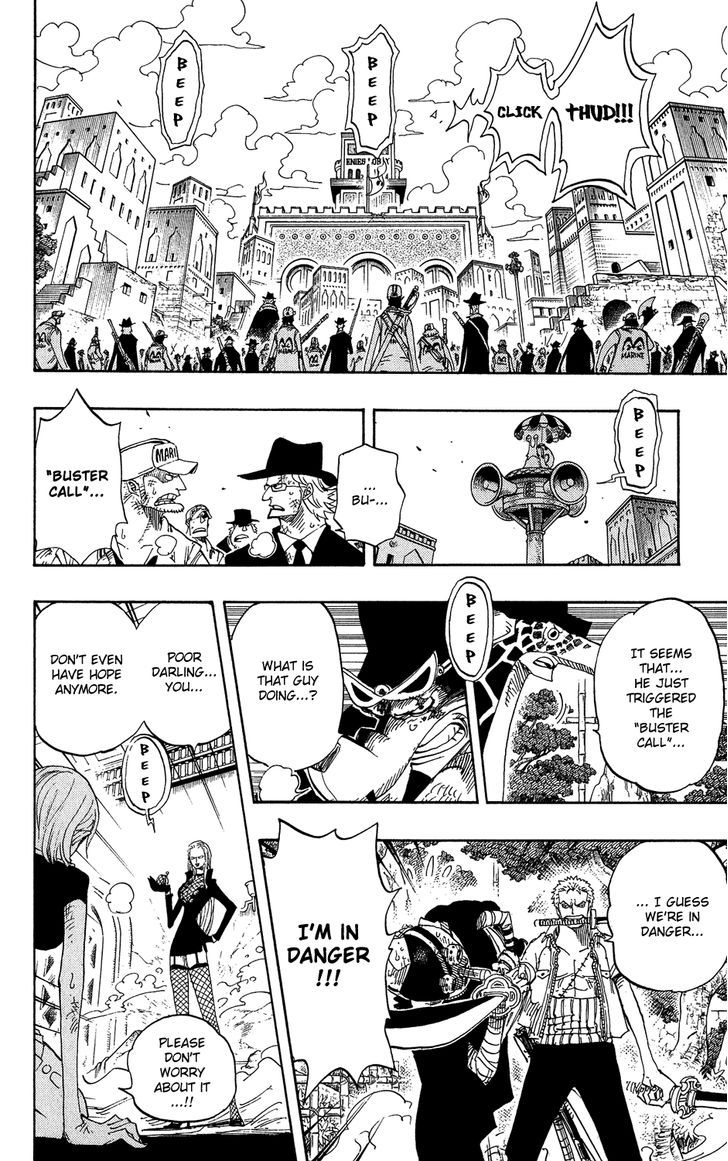 CLICK THUD!!!
BEEP
BEEP
ENIES LOBBY
MARINE
MARINE
BEEP
...
BU-...
"BUSTER
CALL"...
MARI
IT SEEMS
THAT...
HE JUST
TRIGGERED
THE
"BUSTER
CALL"...
BEEP
WHAT IS
THAT GUY
DOING...?
POOR
DARLING...
YOU...
DON'T EVEN
HAVE HOPE
ANYMORE.
BEEP
PLEASE
DON'T
WORRY
ABOUT IT
...!!
... I GUESS
WE'RE IN
DANGER...
I'M IN
DANGER
!!!